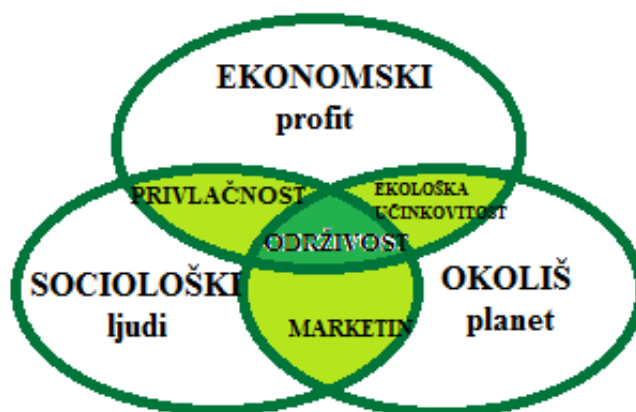 EKONOMSKI
profit
PRIVLAČNOST
EKOLOŠKA
UČINKOVITOST
ODRŽIVOST
SOCIOLOŠKI
ljudi
OKOLIŠ
planet
MARKETIN